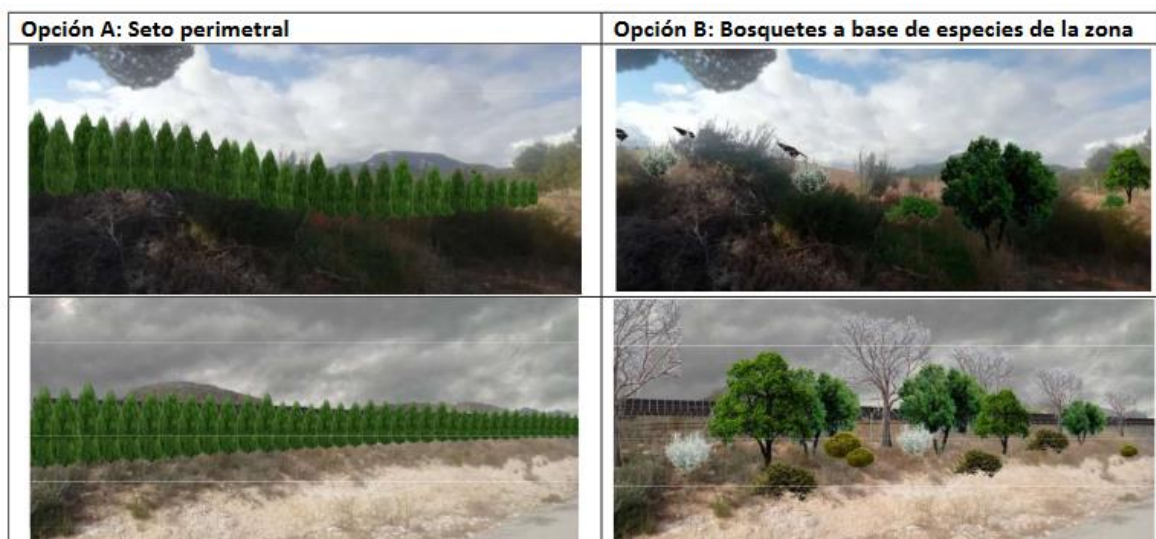 Opción A: Seto perimetral
Opción B: Bosquetes a base de especies de la zona